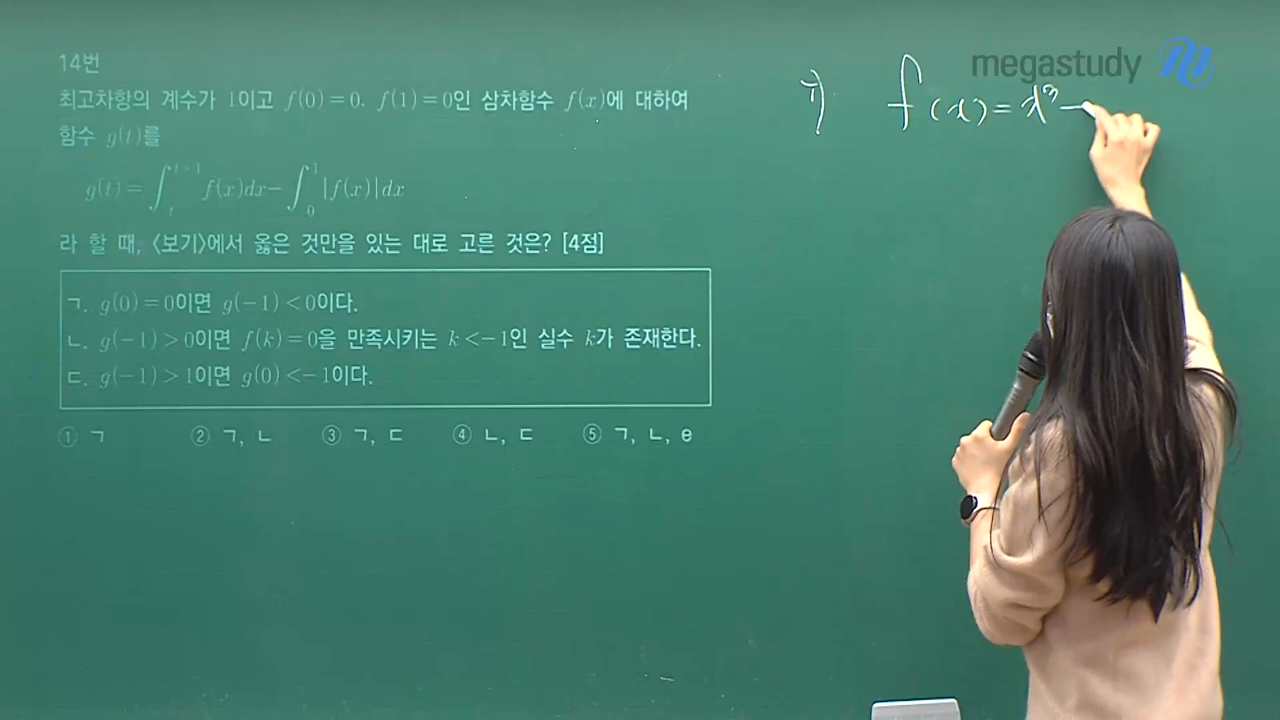 14번
최고차항의 계수가 1이고 f(0)=0, f(1)=0인 삼차함수 f(x)에 대하여
함수 g(t)를
g(t)=∫_t^{t+1} f(x)dx-∫_0^1 |f(x)|dx
라 할 때, 〈보기〉에서 옳은 것만을 있는 대로 고른 것은? [4점]
ㄱ. g(0)=0이면 g(-1)<0이다.
ㄴ. g(-1)>0이면 f(k)=0을 만족시키는 k<-1인 실수 k가 존재한다.
ㄷ. g(-1)>1이면 g(0)<-1이다.
① ㄱ ② ㄱ, ㄴ ③ ㄱ, ㄷ ④ ㄴ, ㄷ ⑤ ㄱ, ㄴ, ㄷ
f(x)=x³-
megastudy